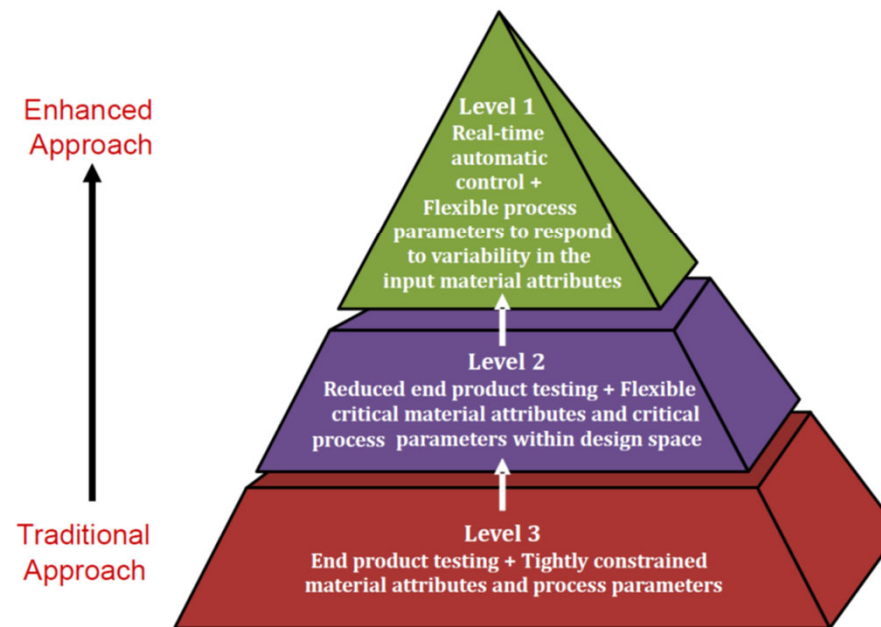 Enhanced
Approach
Level 1
Real-time
automatic
control +
Flexible process
parameters to respond
to variability in the
input material attributes
Level 2
Reduced end product testing + Flexible
critical material attributes and critical
process parameters within design space
Traditional
Approach
Level 3
End product testing + Tightly constrained
material attributes and process parameters